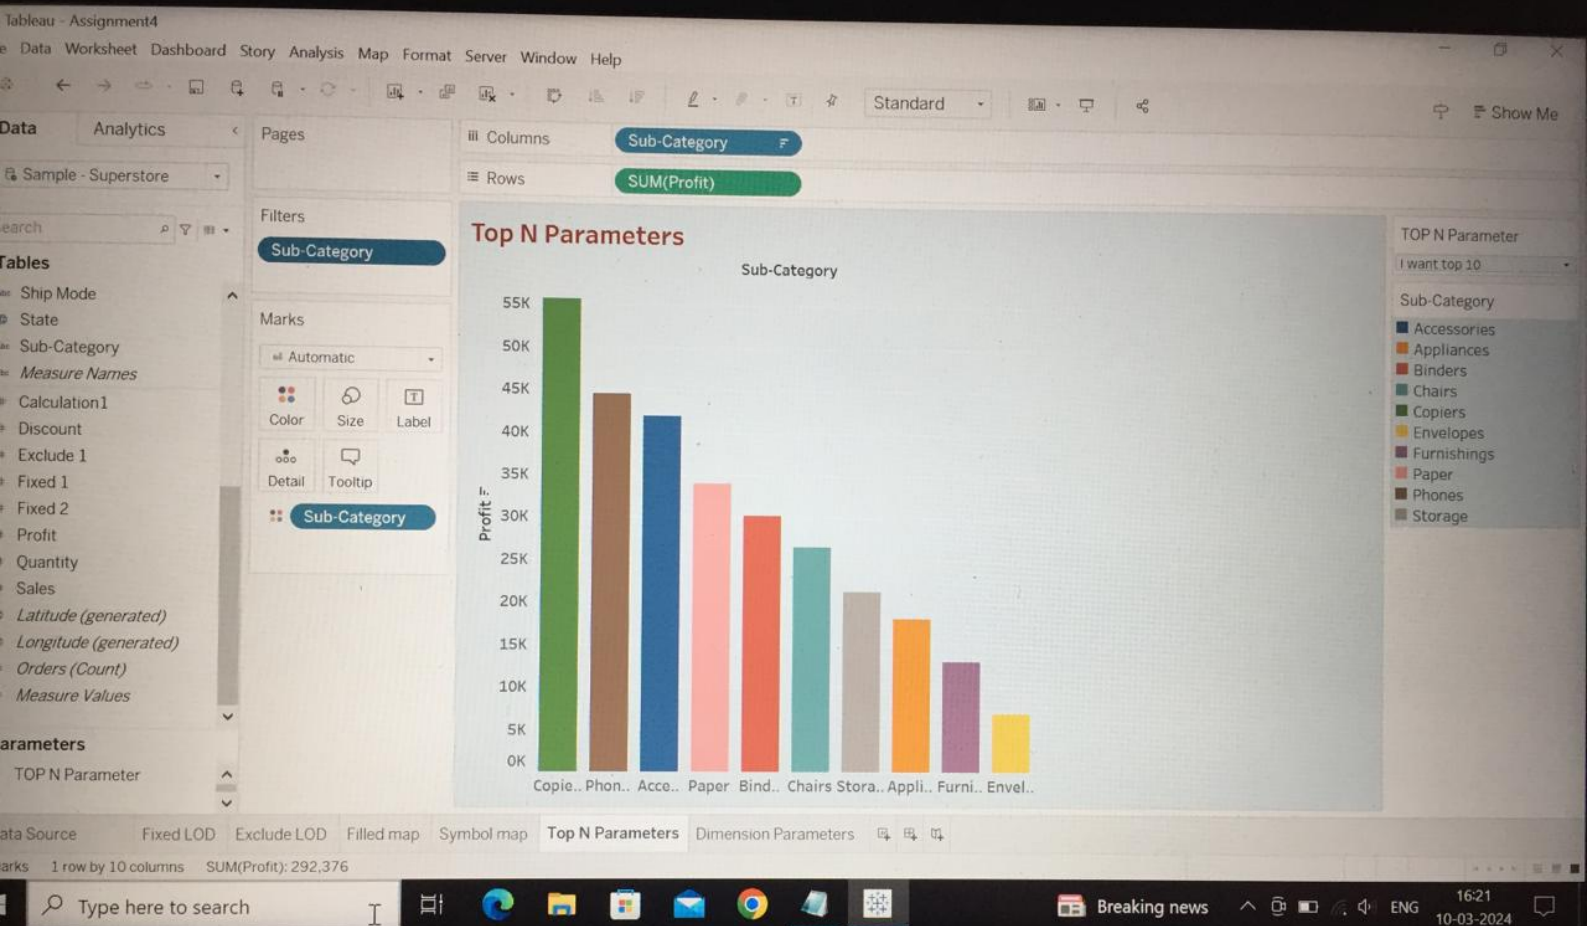 Tableau - Assignment4
e Data Worksheet Dashboard Story Analysis Map Format Server Window Help
Standard
Show Me
Data Analytics
Sample - Superstore
earch
Tables
Ship Mode
State
Abc Sub-Category
Measure Names
Calculation1
Discount
Exclude 1
Fixed 1
Fixed 2
Profit
Quantity
Sales
Latitude (generated)
Longitude (generated)
Orders (Count)
Measure Values
arameters
TOP N Parameter
Pages
Filters
Sub-Category
Marks
Automatic
Color Size Label
Detail Tooltip
Sub-Category
Columns Sub-Category
Rows SUM(Profit)
Top N Parameters
Sub-Category
55K
50K
45K
40K
35K
30K
25K
20K
15K
10K
5K
0K
Profit
Copie.. Phon.. Acce.. Paper Bind.. Chairs Stora.. Appli.. Furni.. Envel..
TOP N Parameter
I want top 10
Sub-Category
Accessories
Appliances
Binders
Chairs
Copiers
Envelopes
Furnishings
Paper
Phones
Storage
ata Source Fixed LOD Exclude LOD Filled map Symbol map Top N Parameters Dimension Parameters
arks 1 row by 10 columns SUM(Profit): 292,376
Type here to search
Breaking news
ENG
16:21
10-03-2024